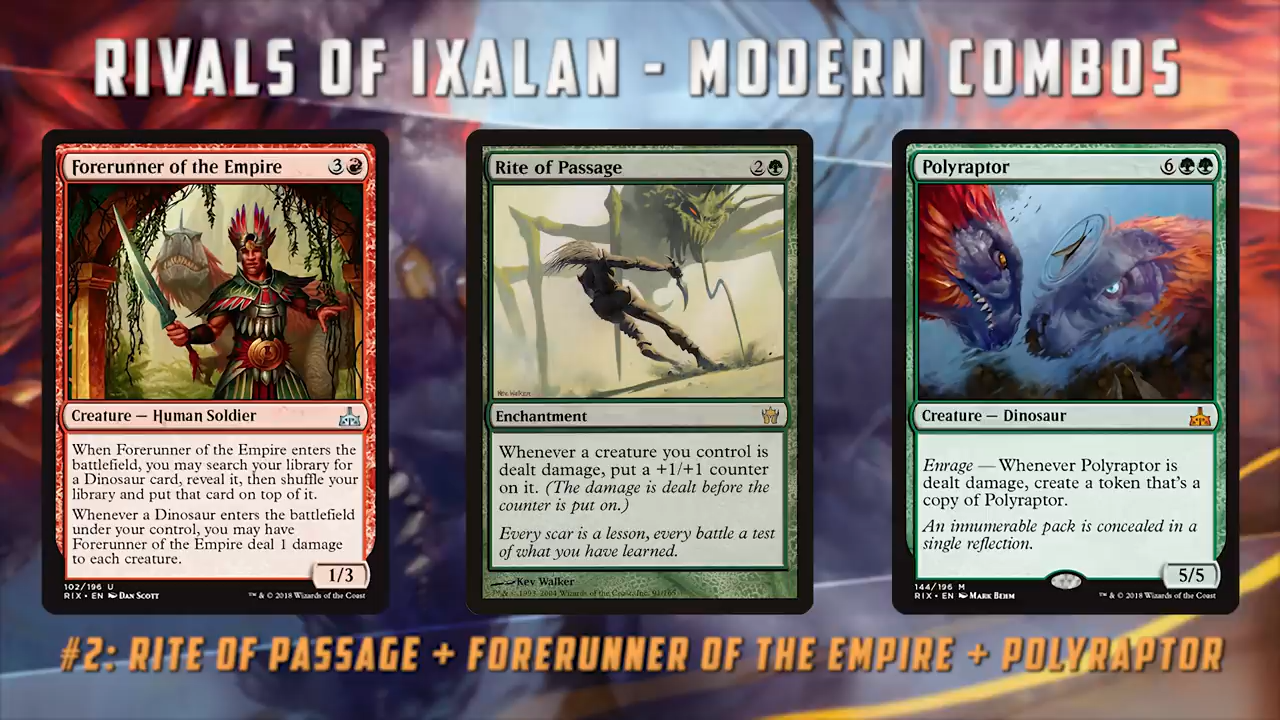 RIVALS OF IXALAN - MODERN COMBOS
Forerunner of the Empire 3
Creature — Human Soldier
When Forerunner of the Empire enters the
battlefield, you may search your library for
a Dinosaur card, reveal it, then shuffle your
library and put that card on top of it.
Whenever a Dinosaur enters the battlefield
under your control, you may have
Forerunner of the Empire deal 1 damage
to each creature.
1/3
102/196 U
RIX • EN DAN SCOTT
™ & © 2018 Wizards of the Coast
Rite of Passage 2
Enchantment
Whenever a creature you control is
dealt damage, put a +1/+1 counter
on it. (The damage is dealt before the
counter is put on.)
Every scar is a lesson, every battle a test
of what you have learned.
Kev Walker
Polyraptor 6
Creature — Dinosaur
Enrage — Whenever Polyraptor is
dealt damage, create a token that's a
copy of Polyraptor.
An innumerable pack is concealed in a
single reflection.
5/5
144/196 M
RIX • EN MARK BEHM
™ & © 2018 Wizards of the Coast
#2: RITE OF PASSAGE + FORERUNNER OF THE EMPIRE + POLYRAPTOR